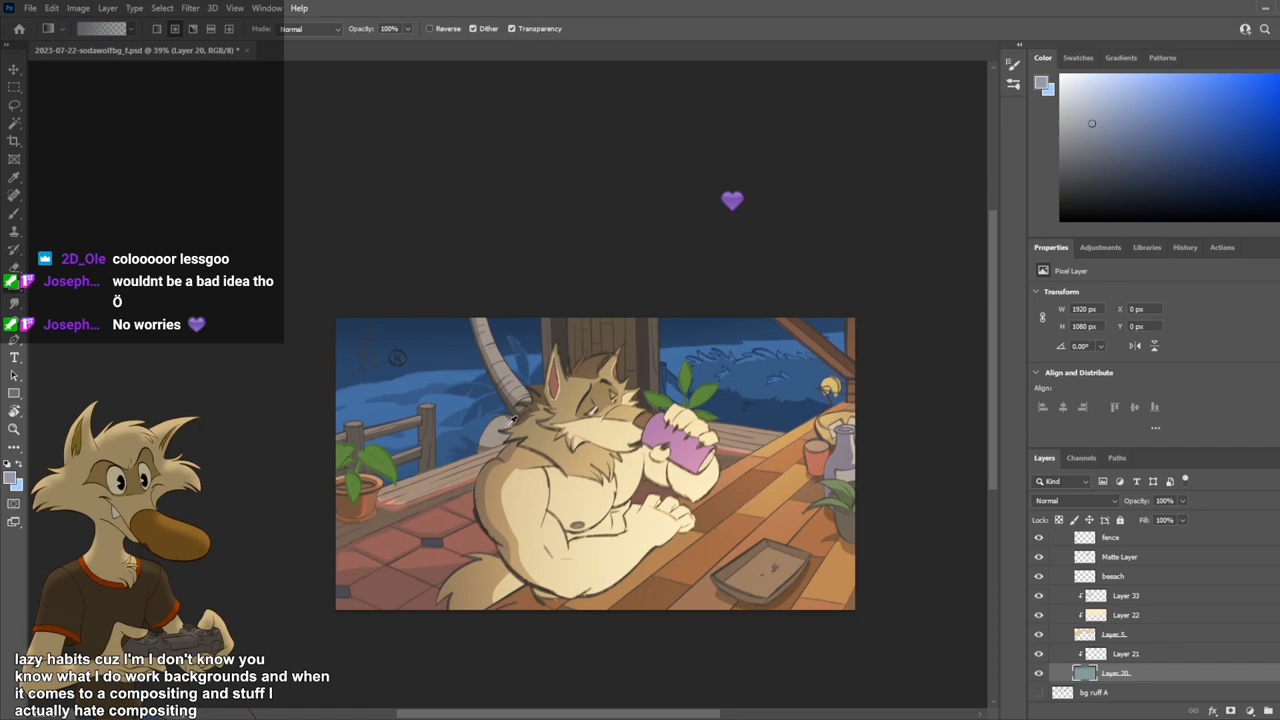 File Edit Image Layer Type Select Filter 3D View Window Help
Mode: Normal Opacity: 100% Reverse Dither Transparency
2023-07-22-sodawolfbg_f.psd @ 39% (Layer 20, RGB/8) * ×
Color Swatches Gradients Patterns
2D_Ole coloooooor lessgoo
Joseph... wouldnt be a bad idea tho
Ö
Joseph... No worries
Properties Adjustments Libraries History Actions
Pixel Layer
Transform
W 1920 px X 0 px
H 1080 px Y 0 px
0.00°
Align and Distribute
Align:
Layers Channels Paths
Kind
Normal Opacity: 100%
Lock: Fill: 100%
fence
Matte Layer
beeach
Layer 33
Layer 22
Layer 5
Layer 21
Layer 20
bg ruff A
lazy habits cuz I'm I don't know you
know what I do work backgrounds and when
it comes to a compositing and stuff I
actually hate compositing